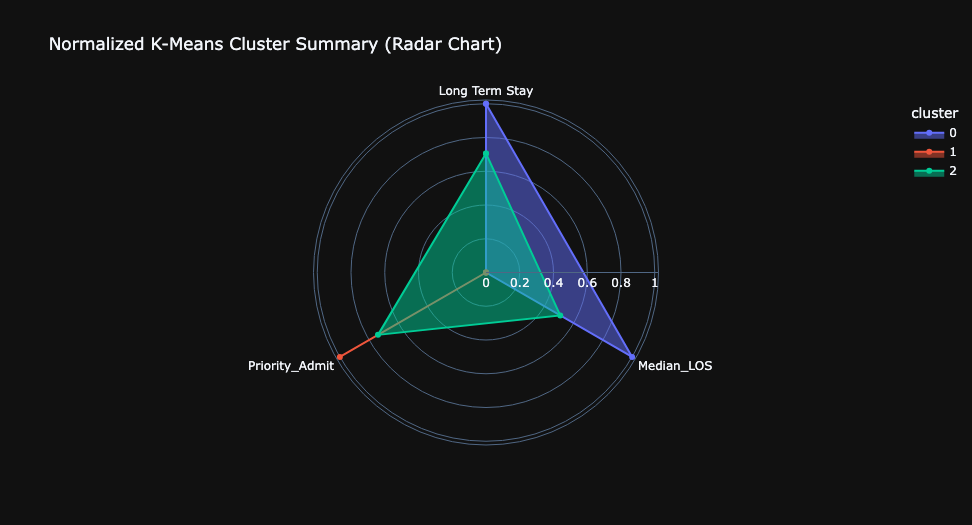 Normalized K-Means Cluster Summary (Radar Chart)
Long Term Stay
cluster
0
1
2
0 0.2 0.4 0.6 0.8 1
Priority_Admit
Median_LOS